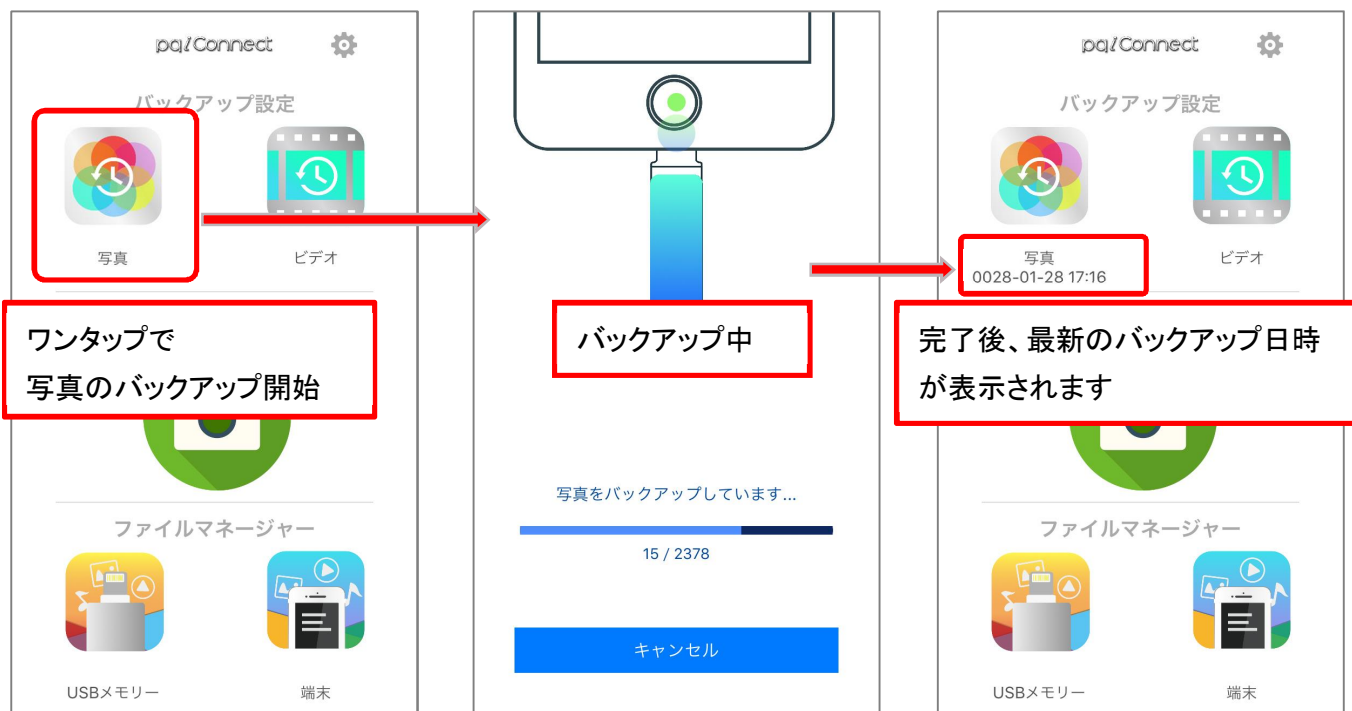 pqiConnect
バックアップ設定
写真
ビデオ
ワンタップで
写真のバックアップ開始
ファイルマネージャー
USBメモリー
端末
バックアップ中
写真をバックアップしています...
15 / 2378
キャンセル
pqiConnect
バックアップ設定
写真
0028-01-28 17:16
ビデオ
完了後、最新のバックアップ日時
が表示されます
ファイルマネージャー
USBメモリー
端末